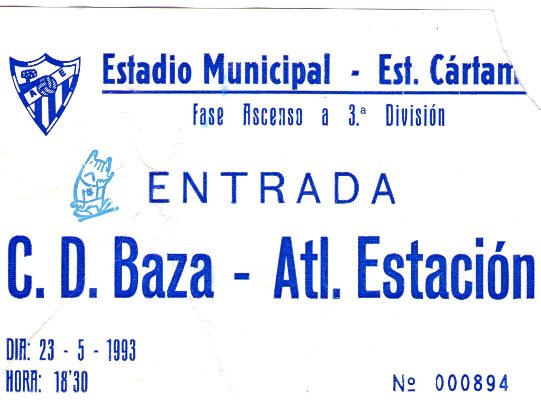 A E
Estadio Municipal - Est. Cártam
Fase Ascenso a 3.ª División
ENTRADA
C. D. Baza - Atl. Estación
DIA: 23 - 5 - 1993
HORA: 18'30
Nº 000894